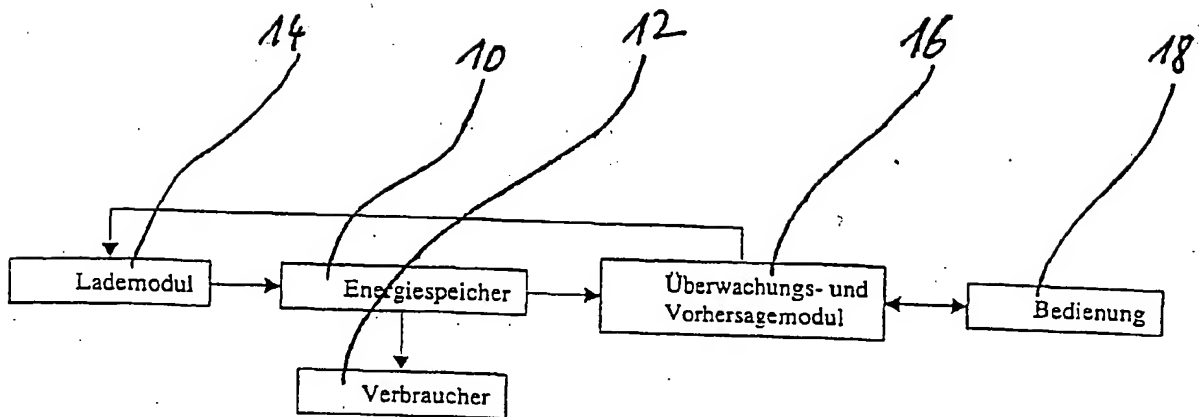 14
10
12
16
18
Lademodul
Energiespeicher
Überwachungs- und
Vorhersagemodul
Bedienung
Verbraucher